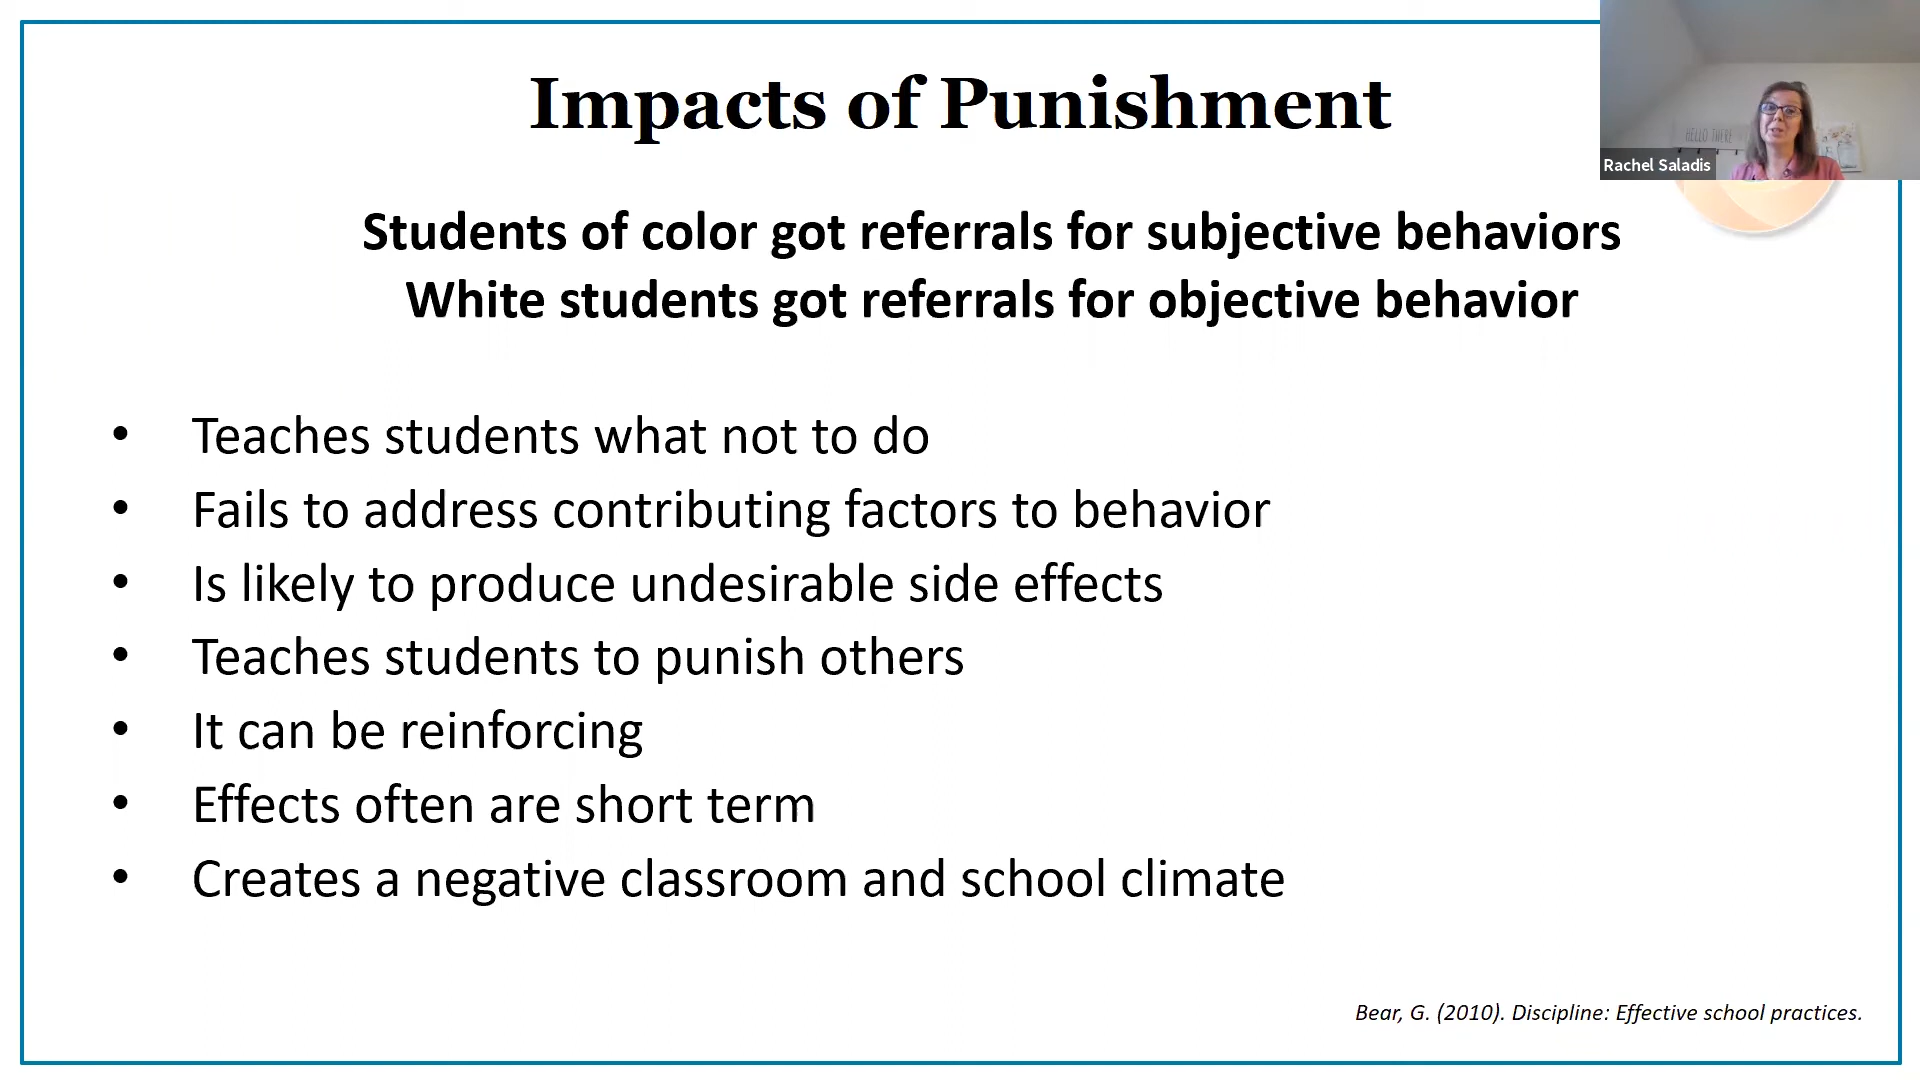 Impacts of Punishment
HELLO THERE
Rachel Saladis
Students of color got referrals for subjective behaviors
White students got referrals for objective behavior
• Teaches students what not to do
• Fails to address contributing factors to behavior
• Is likely to produce undesirable side effects
• Teaches students to punish others
• It can be reinforcing
• Effects often are short term
• Creates a negative classroom and school climate
Bear, G. (2010). Discipline: Effective school practices.